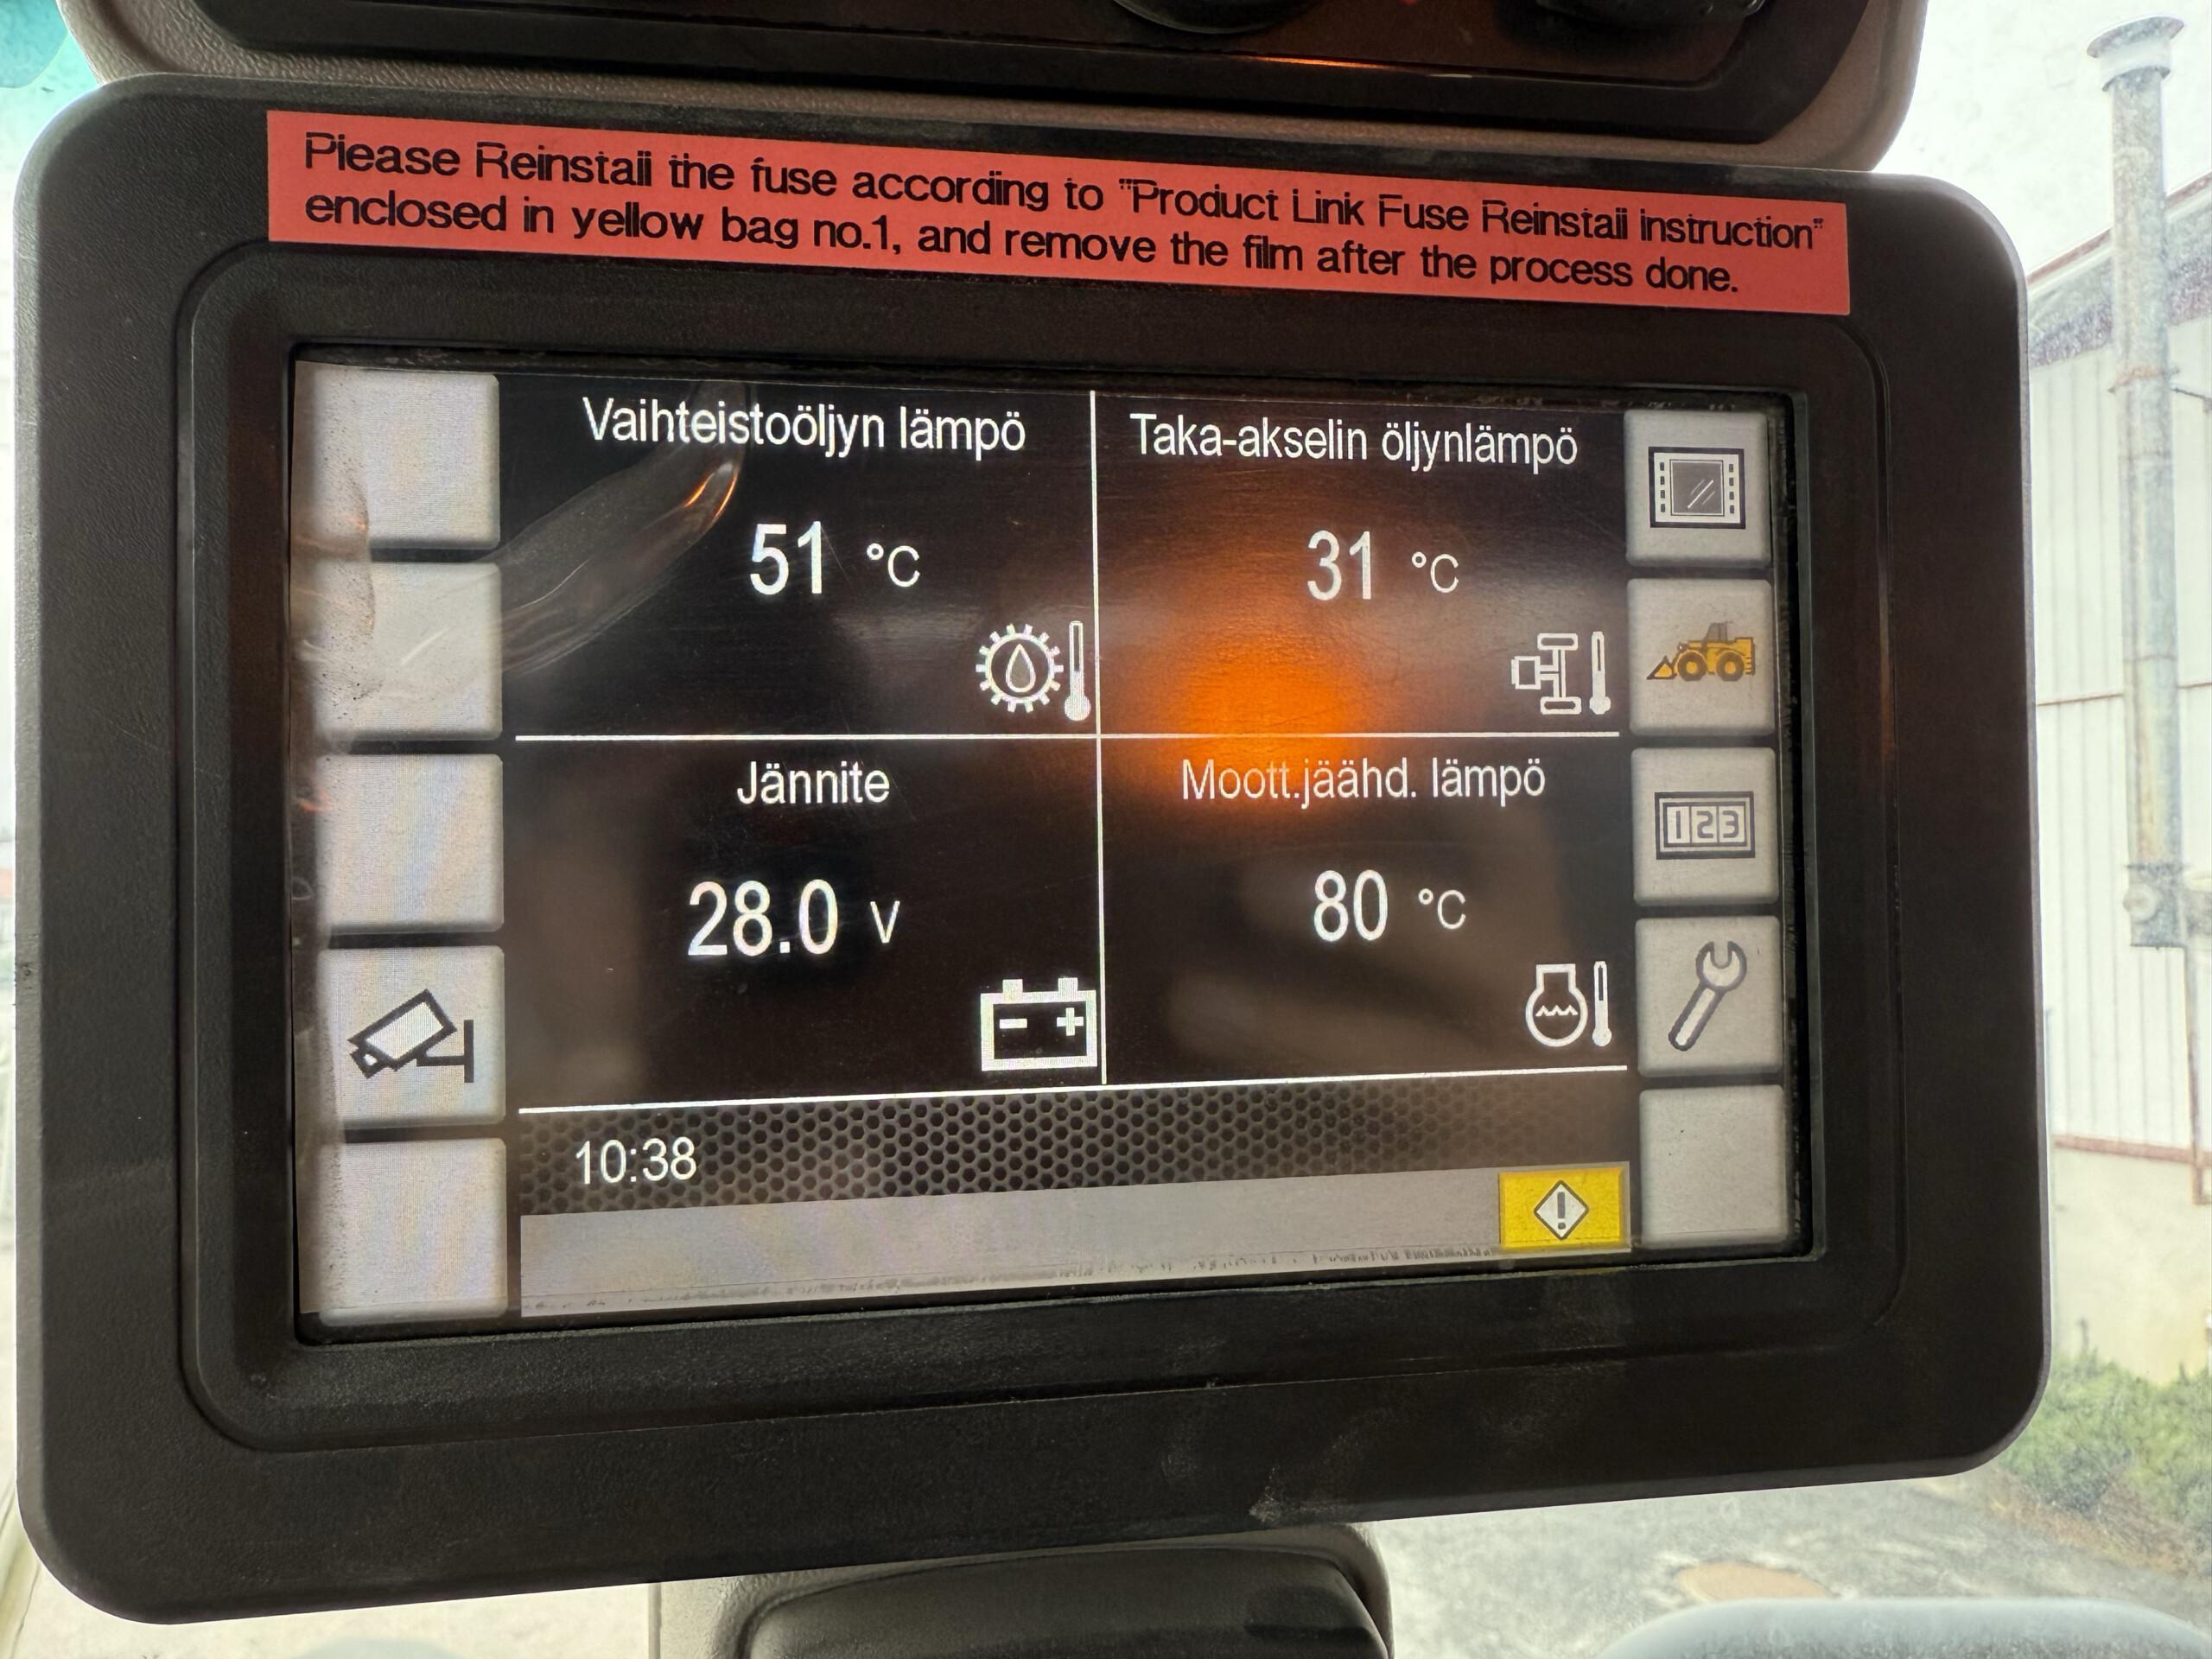 Please Reinstall the fuse according to "Product Link Fuse Reinstall instruction"
enclosed in yellow bag no.1, and remove the film after the process done.
Vaihteistoöljyn lämpö
51 °C
Taka-akselin öljynlämpö
31 °C
Jännite
28.0 V
Moott.jäähd. lämpö
80 °C
123
10:38